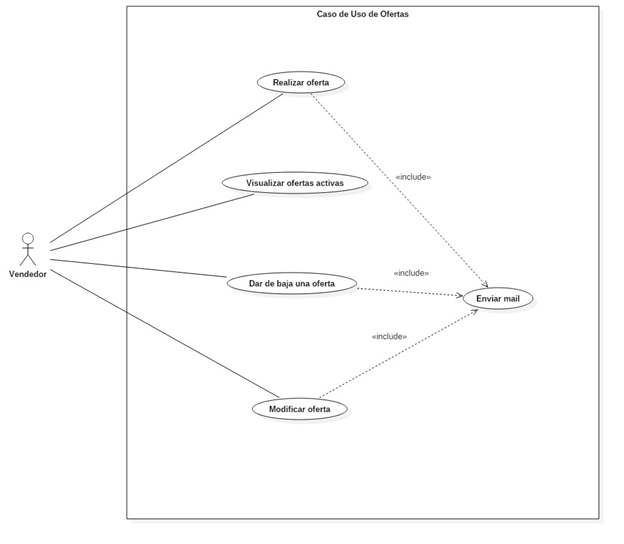 Caso de Uso de Ofertas
Realizar oferta
«include»
Visualizar ofertas activas
Vendedor
«include»
Dar de baja una oferta
Enviar mail
«include»
Modificar oferta